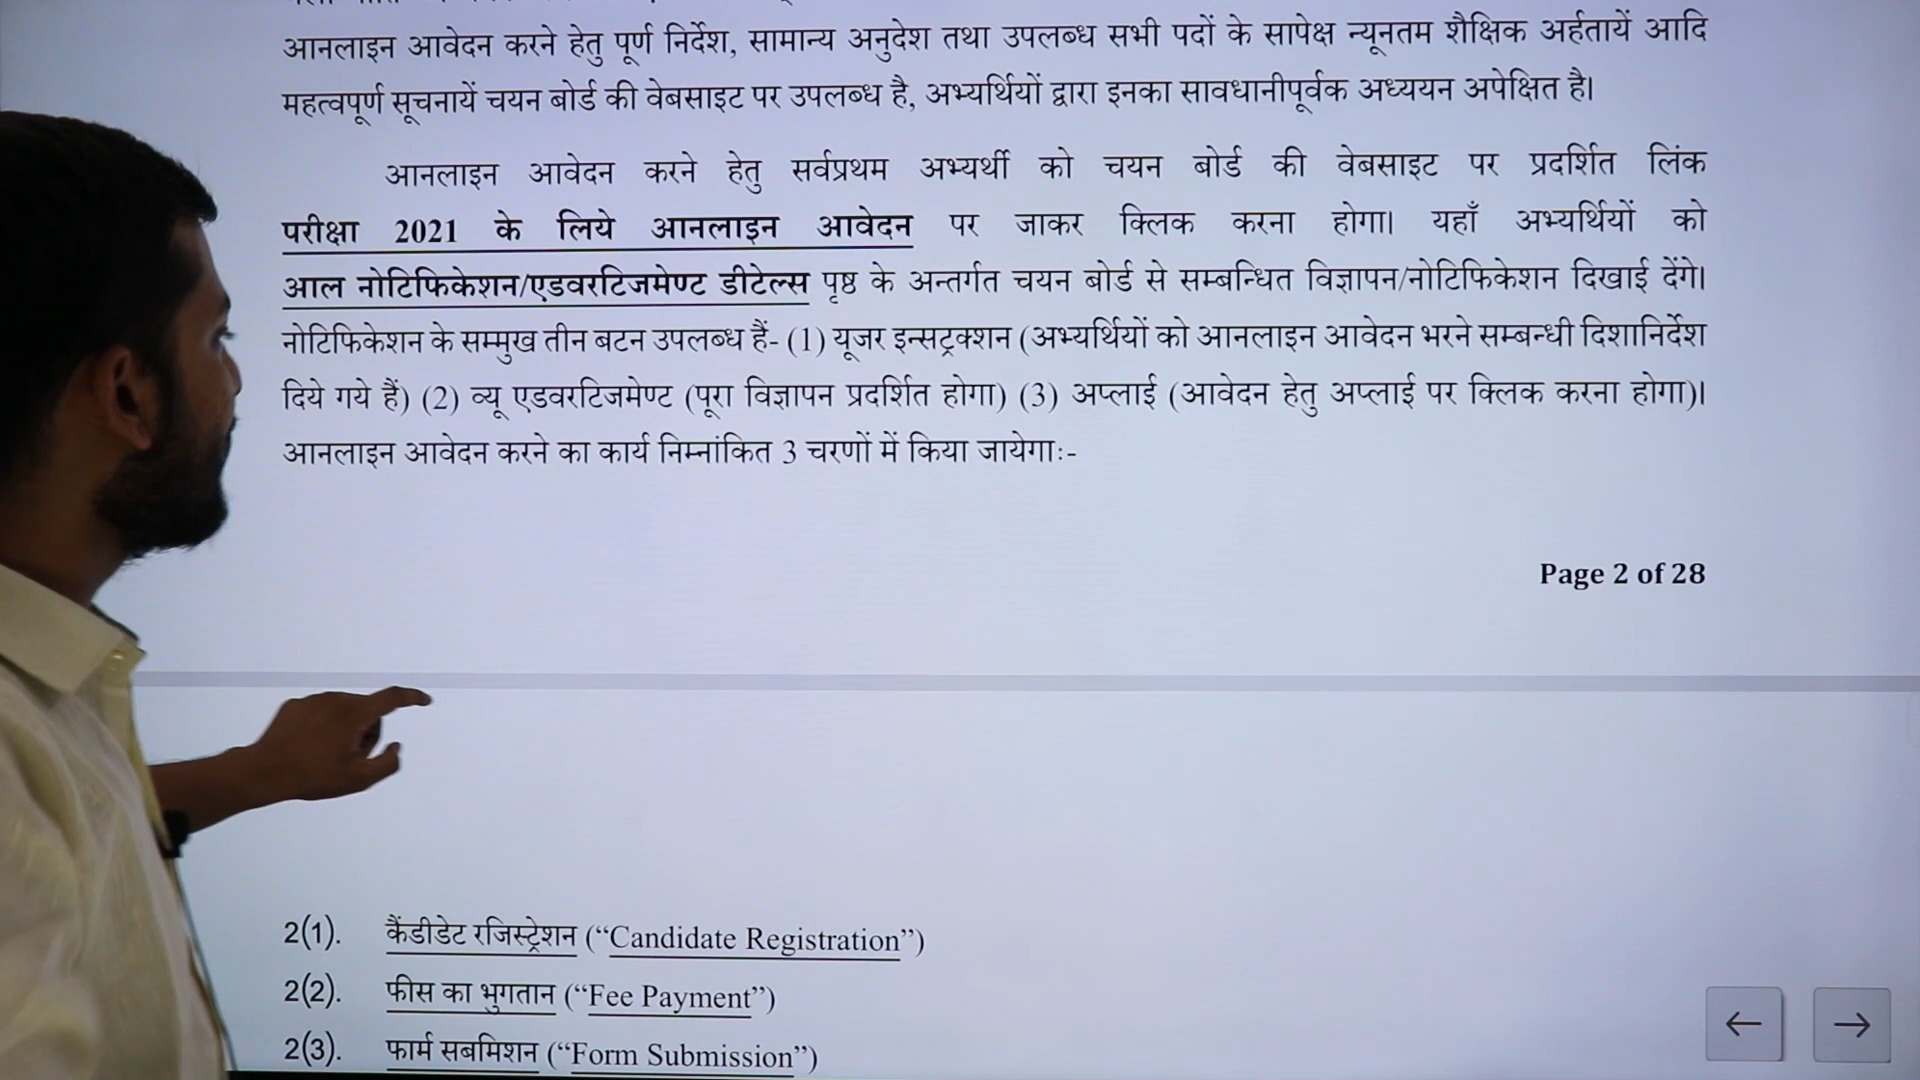 आनलाइन आवेदन करने हेतु पूर्ण निर्देश, सामान्य अनुदेश तथा उपलब्ध सभी पदों के सापेक्ष न्यूनतम शैक्षिक अर्हतायें आदि
महत्वपूर्ण सूचनायें चयन बोर्ड की वेबसाइट पर उपलब्ध है, अभ्यर्थियों द्वारा इनका सावधानीपूर्वक अध्ययन अपेक्षित है।
आनलाइन आवेदन करने हेतु सर्वप्रथम अभ्यर्थी को चयन बोर्ड की वेबसाइट पर प्रदर्शित लिंक
परीक्षा 2021 के लिये आनलाइन आवेदन पर जाकर क्लिक करना होगा। यहाँ अभ्यर्थियों को
आल नोटिफिकेशन/एडवरटिजमेण्ट डीटेल्स पृष्ठ के अन्तर्गत चयन बोर्ड से सम्बन्धित विज्ञापन/नोटिफिकेशन दिखाई देंगे।
नोटिफिकेशन के सम्मुख तीन बटन उपलब्ध हैं- (1) यूजर इन्सट्रक्शन (अभ्यर्थियों को आनलाइन आवेदन भरने सम्बन्धी दिशानिर्देश
दिये गये हैं) (2) व्यू एडवरटिजमेण्ट (पूरा विज्ञापन प्रदर्शित होगा) (3) अप्लाई (आवेदन हेतु अप्लाई पर क्लिक करना होगा)।
आनलाइन आवेदन करने का कार्य निम्नांकित 3 चरणों में किया जायेगाः-
Page 2 of 28
2(1). कैंडीडेट रजिस्ट्रेशन (“Candidate Registration”)
2(2). फीस का भुगतान (“Fee Payment”)
2(3). फार्म सबमिशन (“Form Submission”)